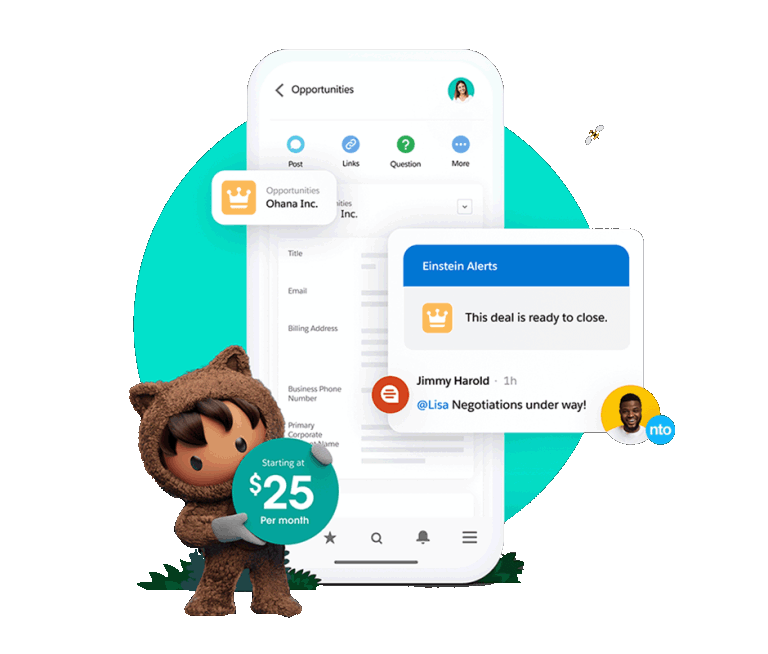 Opportunities
Post
Links
Question
More
Opportunities
Ohana Inc.
ities
Inc.
Title
Email
Billing Address
Business Phone
Number
Primary
Corporate
Name
Einstein Alerts
This deal is ready to close.
Jimmy Harold · 1h
@Lisa Negotiations under way!
nto
Starting at
$25
Per month